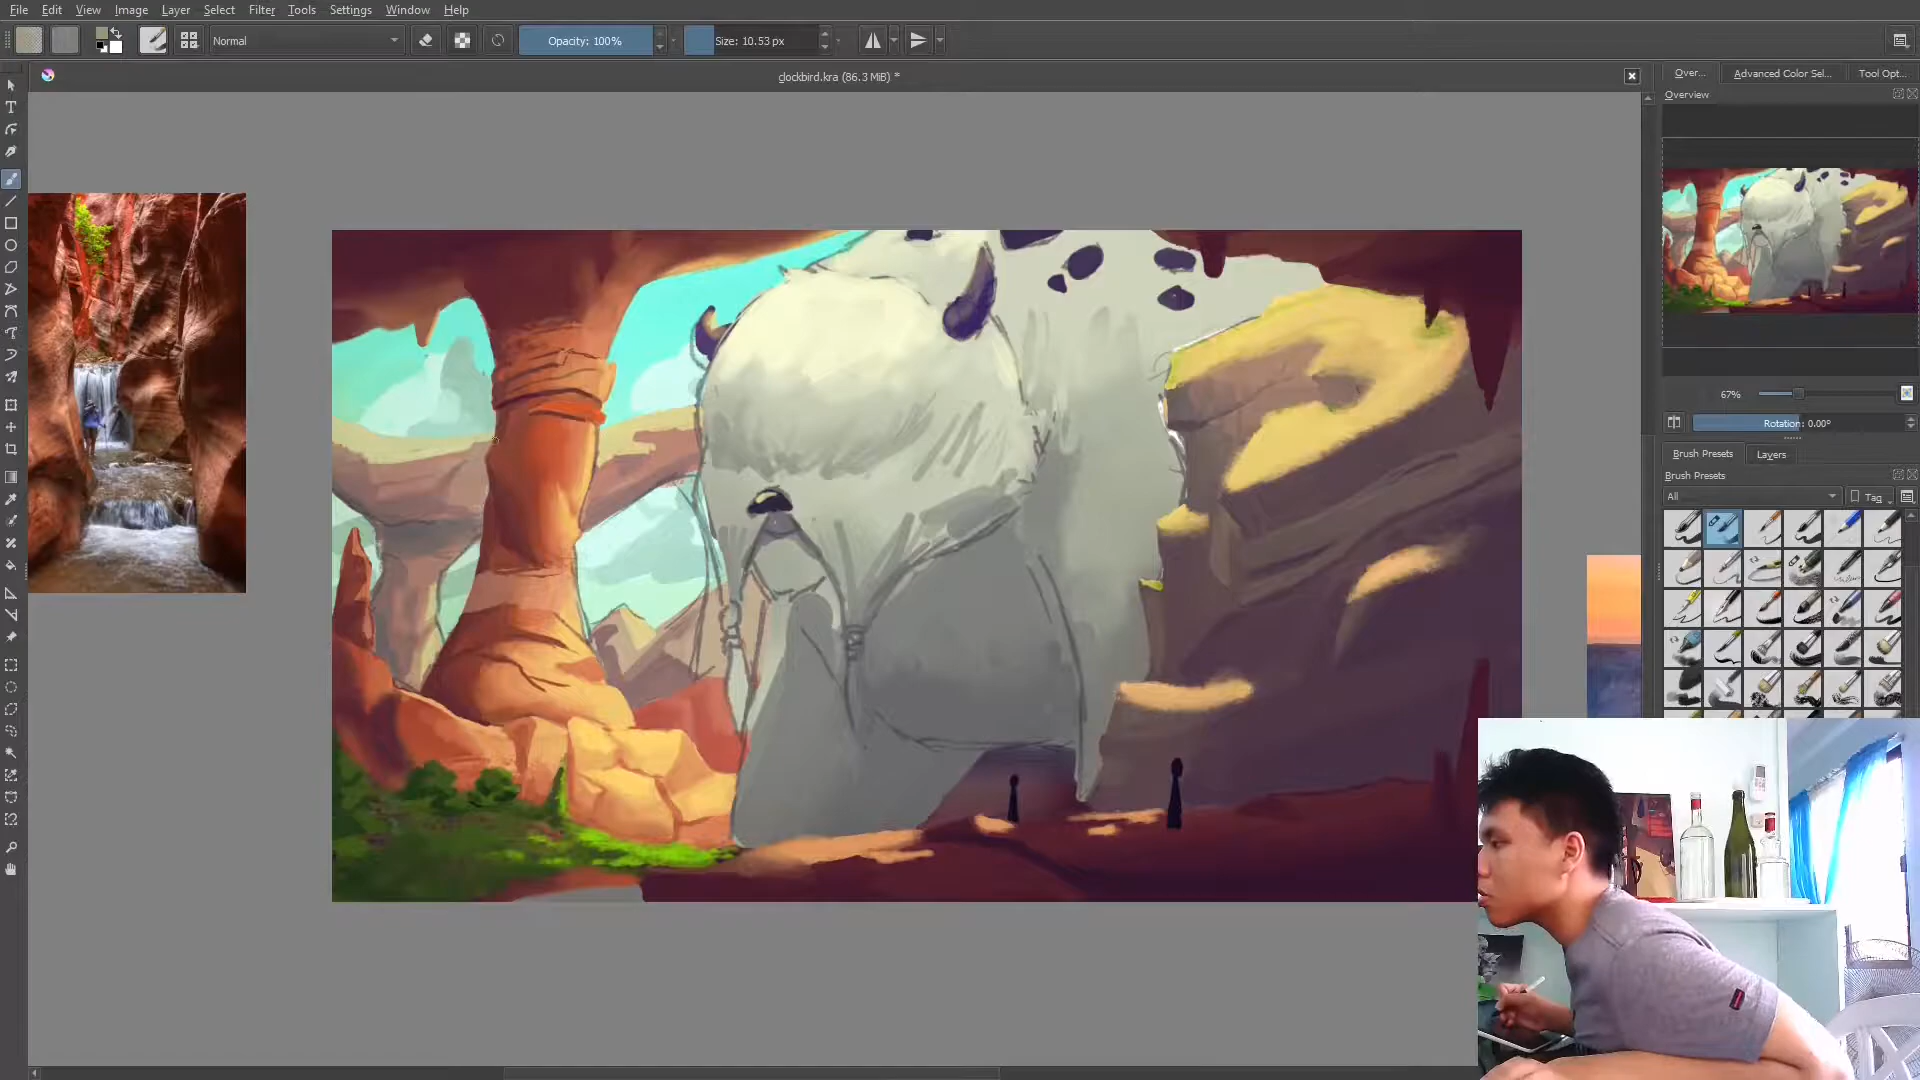 File Edit View Image Layer Select Filter Tools Settings Window Help
Normal
Opacity: 100%
Size: 10.53 px
clockbird.kra (86.3 MiB) *
Over... Advanced Color Sel... Tool Opt...
Overview
67%
Rotation: 0.00°
Brush Presets Layers
Brush Presets
All
Tag